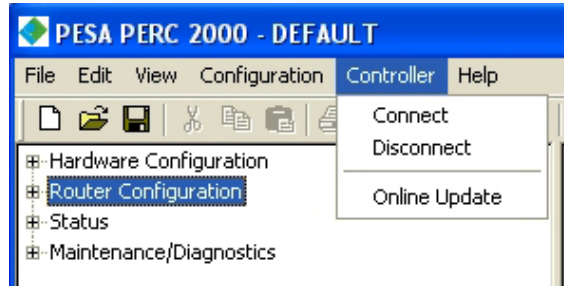 PESA PERC 2000 - DEFAULT
File Edit View Configuration Controller Help
Connect
Disconnect
Online Update
Hardware Configuration
Router Configuration
Status
Maintenance/Diagnostics